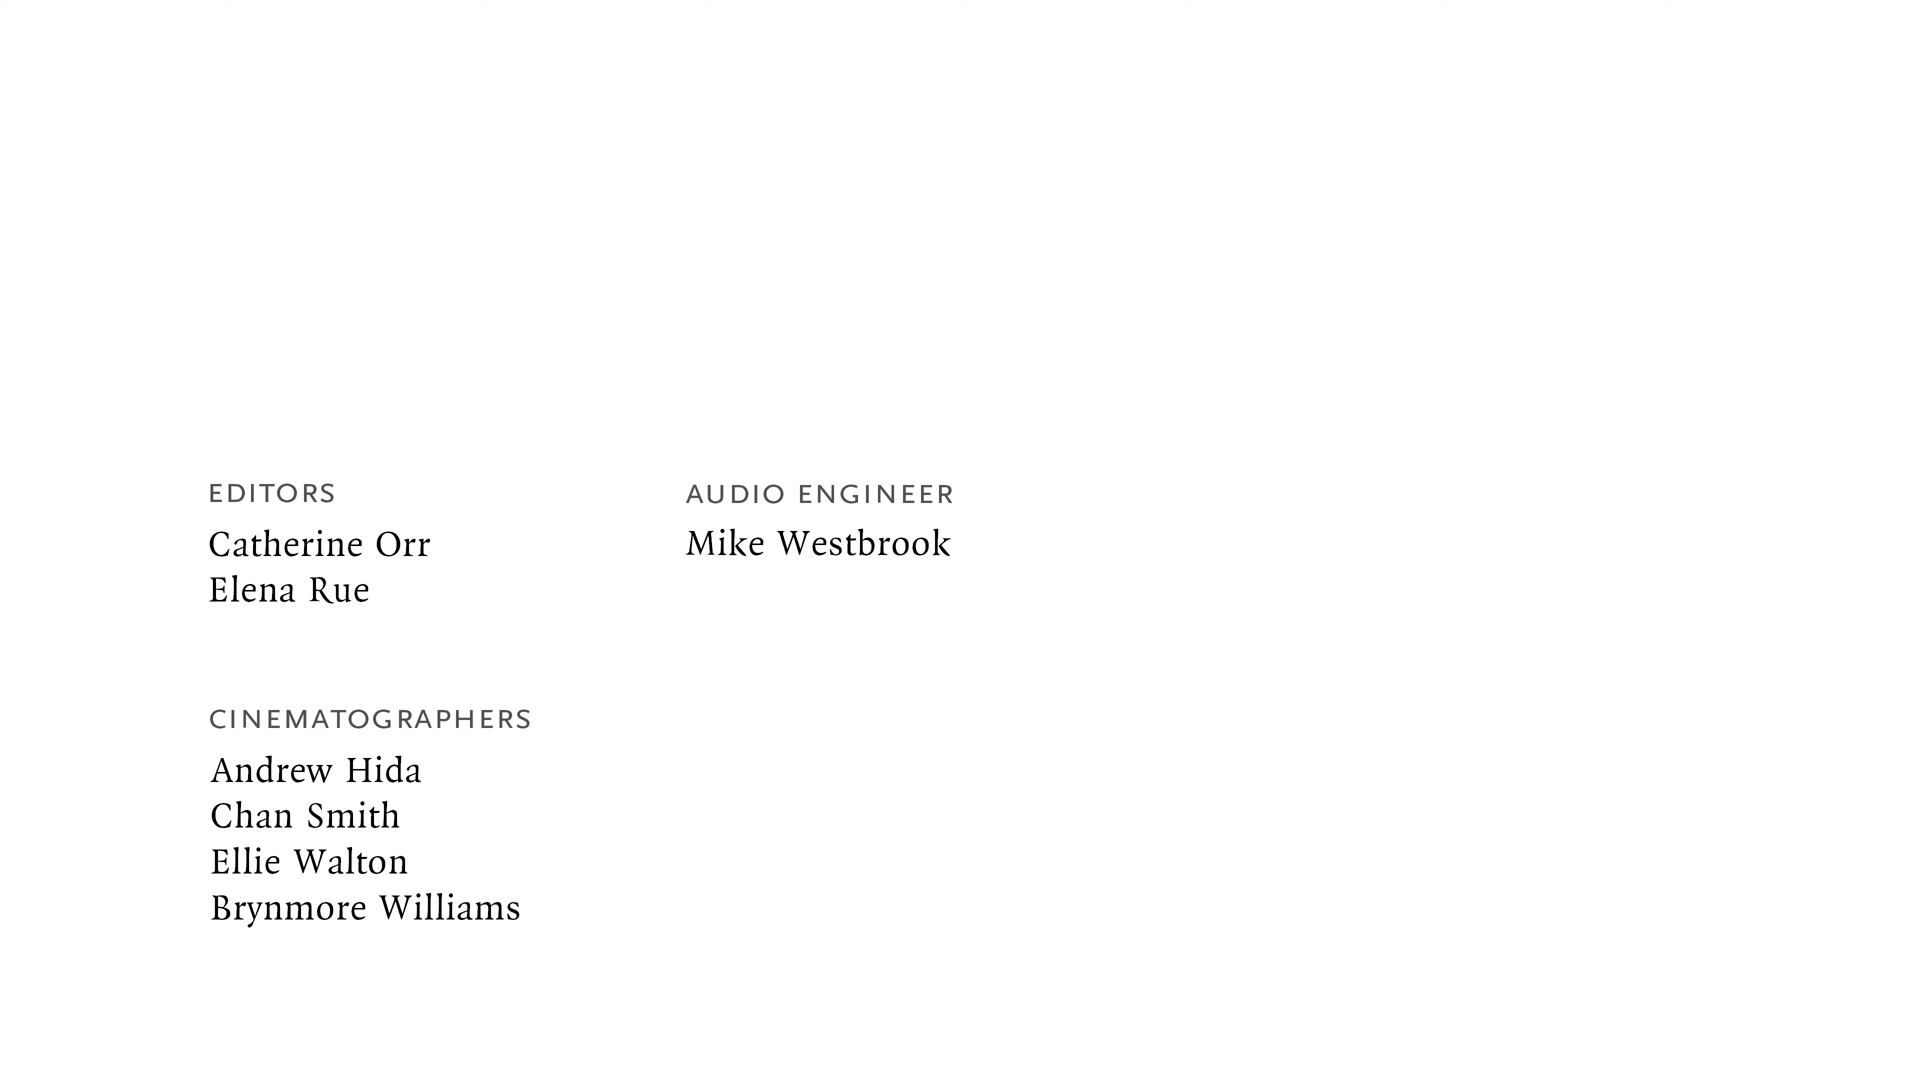 EDITORS
Catherine Orr
Elena Rue
CINEMATOGRAPHERS
Andrew Hida
Chan Smith
Ellie Walton
Brynmore Williams
AUDIO ENGINEER
Mike Westbrook